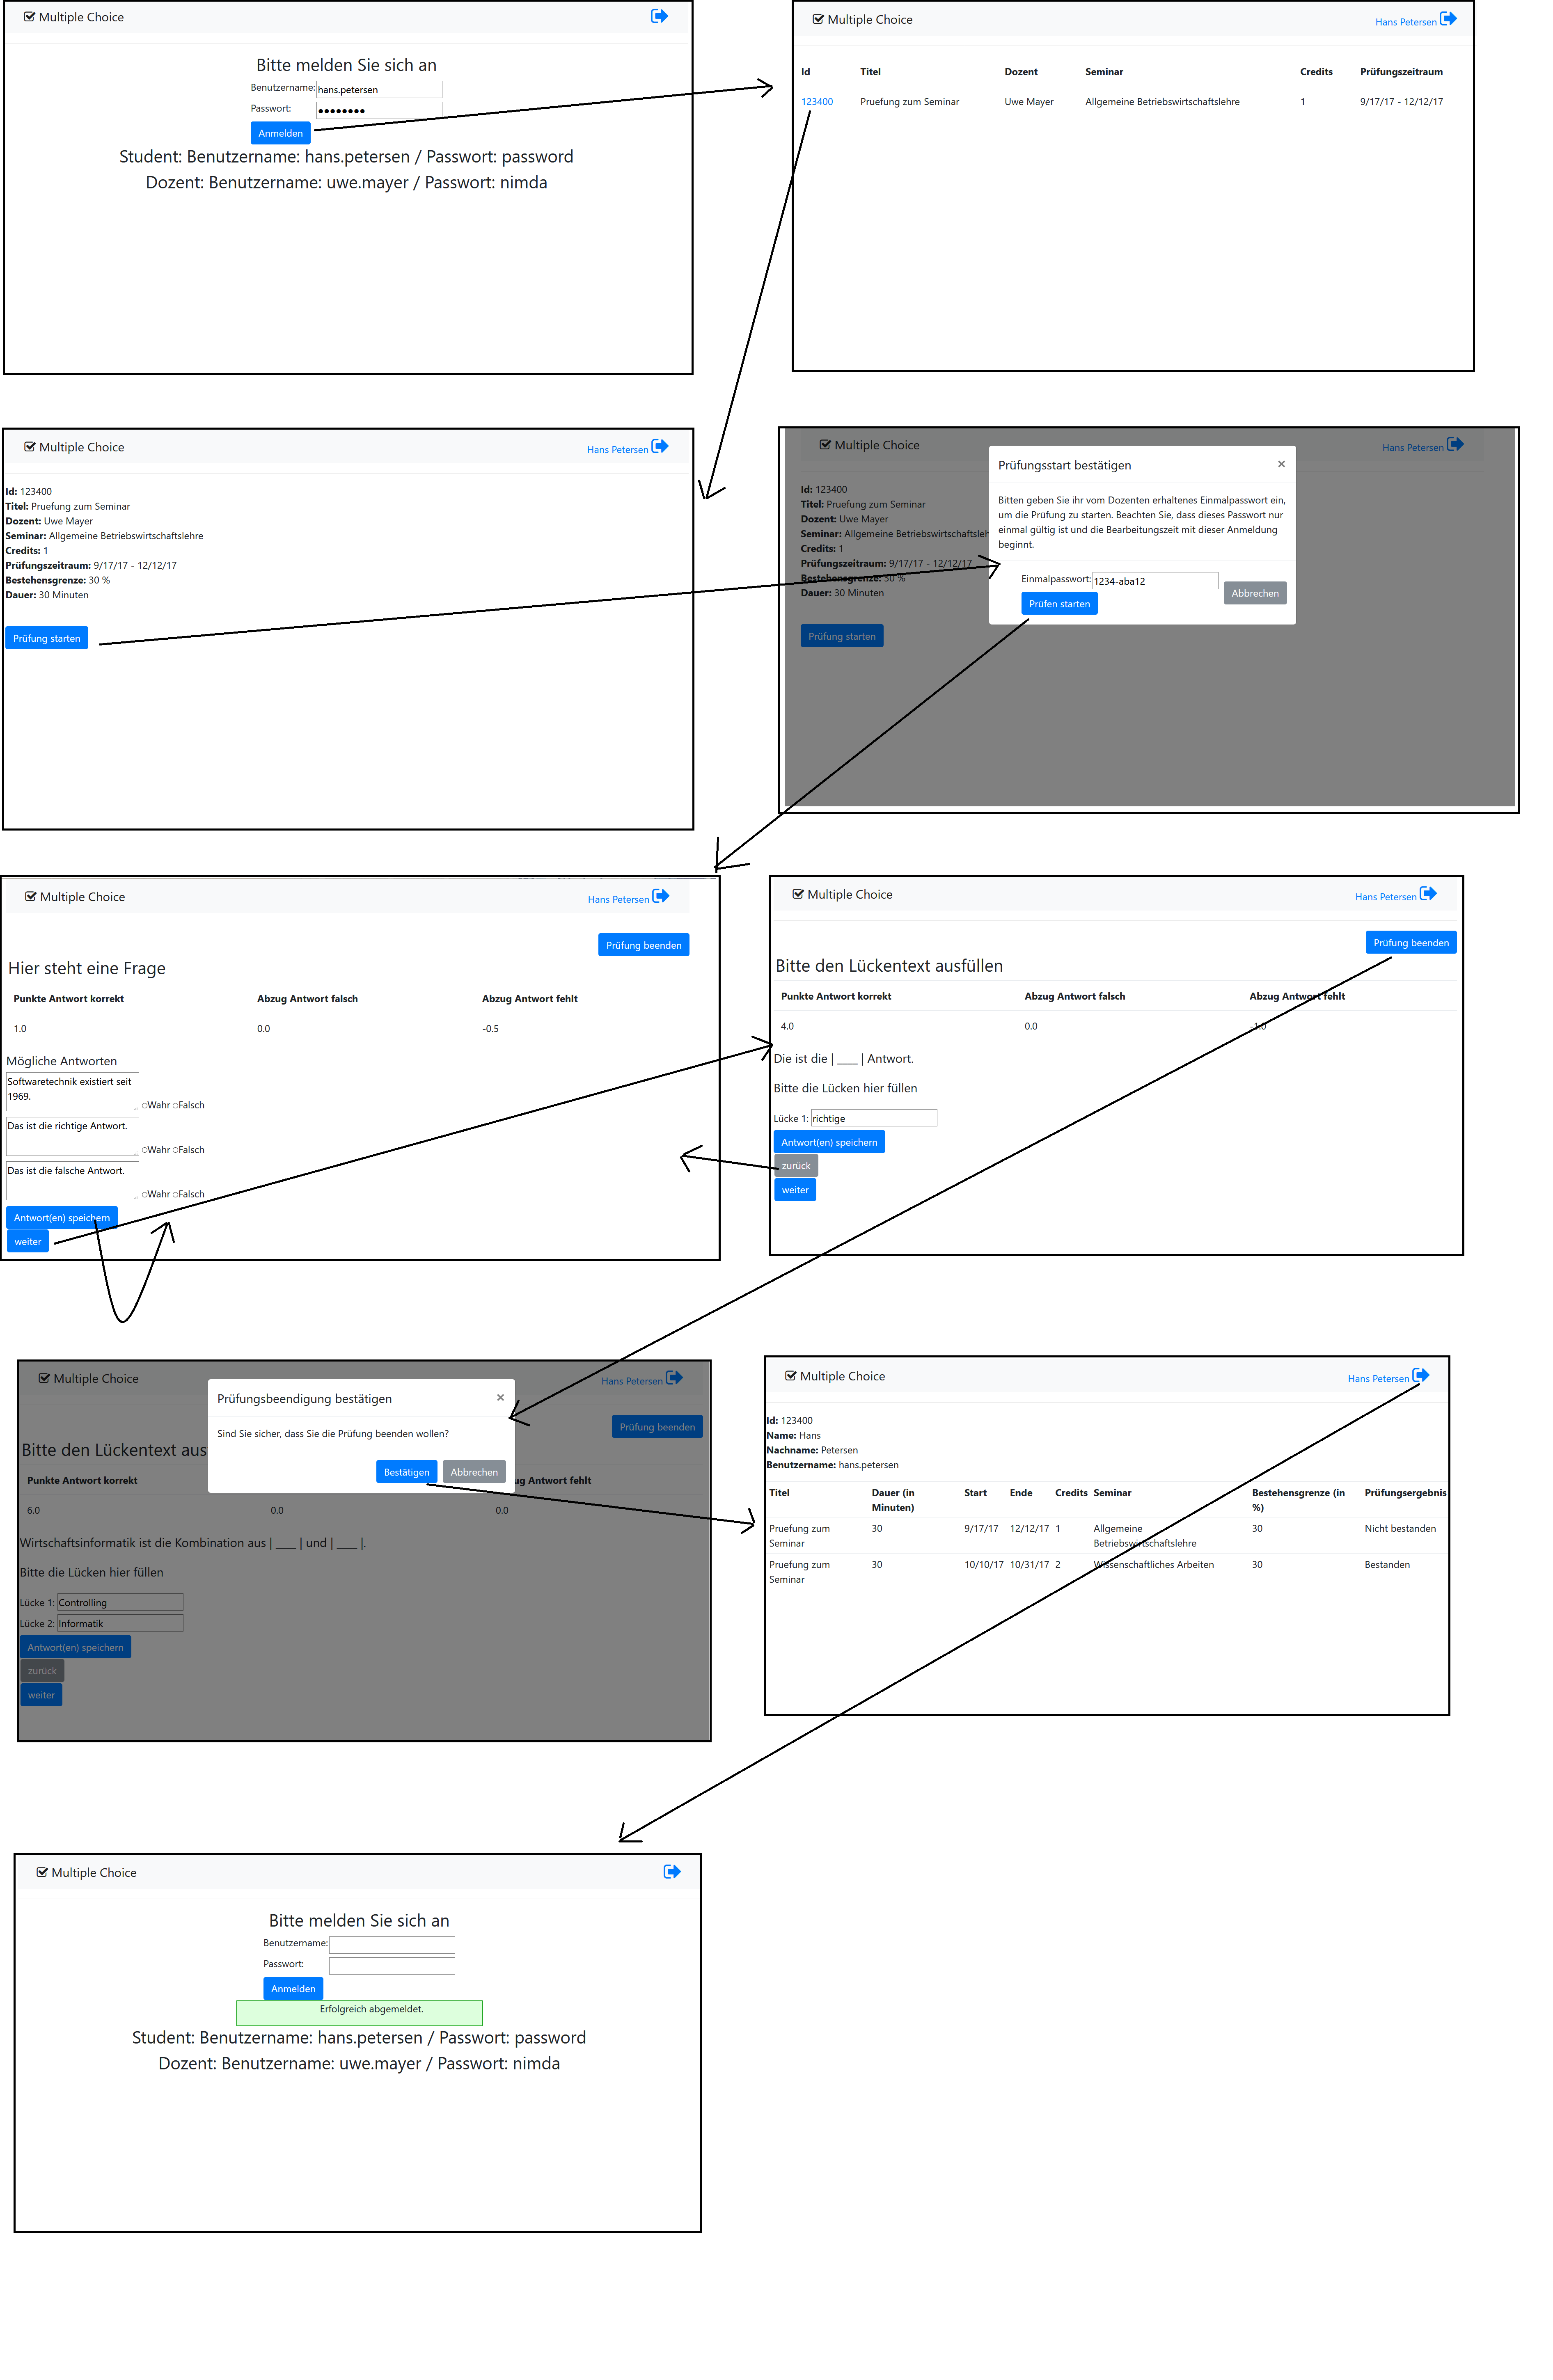 Multiple Choice
Bitte melden Sie sich an
Benutzername: hans.petersen
Passwort: ●●●●●●●●
Anmelden
Student: Benutzername: hans.petersen / Passwort: password
Dozent: Benutzername: uwe.mayer / Passwort: nimda
Multiple Choice
Hans Petersen
Id Titel Dozent Seminar Credits Prüfungszeitraum
123400 Pruefung zum Seminar Uwe Mayer Allgemeine Betriebswirtschaftslehre 1 9/17/17 - 12/12/17
Multiple Choice
Hans Petersen
Id: 123400
Titel: Pruefung zum Seminar
Dozent: Uwe Mayer
Seminar: Allgemeine Betriebswirtschaftslehre
Credits: 1
Prüfungszeitraum: 9/17/17 - 12/12/17
Bestehensgrenze: 30 %
Dauer: 30 Minuten
Prüfung starten
Multiple Choice
Hans Petersen
Id: 123400
Titel: Pruefung zum Seminar
Dozent: Uwe Mayer
Seminar: Allgemeine Betriebswirtschaftsleh
Credits: 1
Prüfungszeitraum: 9/17/17 - 12/12/17
Bestehensgrenze: 30 %
Dauer: 30 Minuten
Prüfung starten
Prüfungsstart bestätigen ×
Bitten geben Sie ihr vom Dozenten erhaltenes Einmalpasswort ein,
um die Prüfung zu starten. Beachten Sie, dass dieses Passwort nur
einmal gültig ist und die Bearbeitungszeit mit dieser Anmeldung
beginnt.
Einmalpasswort: 1234-aba12
Prüfen starten
Abbrechen
Multiple Choice
Hans Petersen
Prüfung beenden
Hier steht eine Frage
Punkte Antwort korrekt Abzug Antwort falsch Abzug Antwort fehlt
1.0 0.0 -0.5
Mögliche Antworten
Softwaretechnik existiert seit
1969.
Wahr Falsch
Das ist die richtige Antwort.
Wahr Falsch
Das ist die falsche Antwort.
Wahr Falsch
Antwort(en) speichern
weiter
Multiple Choice
Hans Petersen
Prüfung beenden
Bitte den Lückentext ausfüllen
Punkte Antwort korrekt Abzug Antwort falsch Abzug Antwort fehlt
4.0 0.0 -1.0
Die ist die | ____ | Antwort.
Bitte die Lücken hier füllen
Lücke 1: richtige
Antwort(en) speichern
zurück
weiter
Multiple Choice
Hans Petersen
Prüfung beenden
Bitte den Lückentext aus
Punkte Antwort korrekt ug Antwort fehlt
6.0 0.0 0.0
Wirtschaftsinformatik ist die Kombination aus | ____ | und | ____ |.
Bitte die Lücken hier füllen
Lücke 1: Controlling
Lücke 2: Informatik
Antwort(en) speichern
zurück
weiter
Prüfungsbeendigung bestätigen ×
Sind Sie sicher, dass Sie die Prüfung beenden wollen?
Bestätigen Abbrechen
Multiple Choice
Hans Petersen
Id: 123400
Name: Hans
Nachname: Petersen
Benutzername: hans.petersen
Titel Dauer (in Start Ende Credits Seminar Bestehensgrenze (in Prüfungsergebnis
Minuten) %)
Pruefung zum 30 9/17/17 12/12/17 1 Allgemeine 30 Nicht bestanden
Seminar Betriebswirtschaftslehre
Pruefung zum 30 10/10/17 10/31/17 2 Wissenschaftliches Arbeiten 30 Bestanden
Seminar
Multiple Choice
Bitte melden Sie sich an
Benutzername:
Passwort:
Anmelden
Erfolgreich abgemeldet.
Student: Benutzername: hans.petersen / Passwort: password
Dozent: Benutzername: uwe.mayer / Passwort: nimda